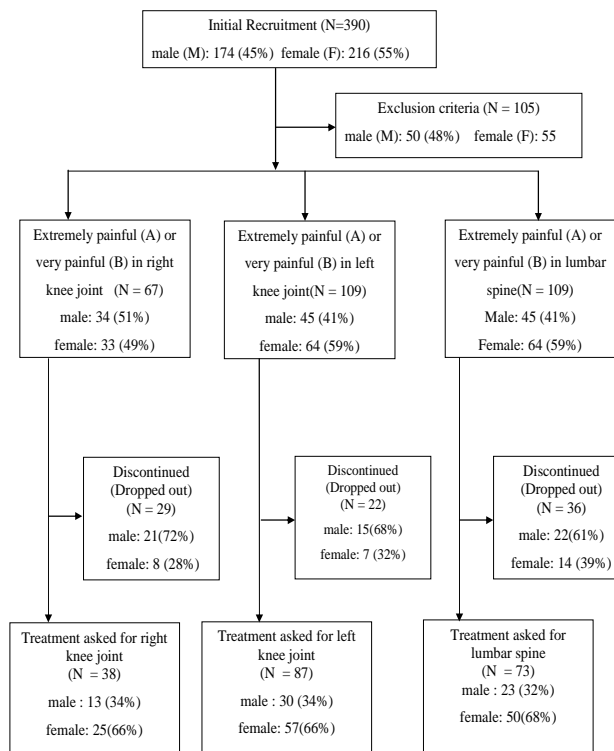 Initial Recruitment (N=390)
male (M): 174 (45%) female (F): 216 (55%)
Exclusion criteria (N = 105)
male (M): 50 (48%) female (F): 55
Extremely painful (A) or
very painful (B) in right
knee joint (N = 67)
male: 34 (51%)
female: 33 (49%)
Extremely painful (A) or
very painful (B) in left
knee joint(N = 109)
male: 45 (41%)
female: 64 (59%)
Extremely painful (A) or
very painful (B) in lumbar
spine(N = 109)
Male: 45 (41%)
Female: 64 (59%)
Discontinued
(Dropped out)
(N = 29)
male: 21(72%)
female: 8 (28%)
Discontinued
(Dropped out)
(N = 22)
male: 15(68%)
female: 7 (32%)
Discontinued
(Dropped out)
(N = 36)
male: 22(61%)
female: 14 (39%)
Treatment asked for right
knee joint
(N = 38)
male : 13 (34%)
female: 25(66%)
Treatment asked for left
knee joint
(N = 87)
male : 30 (34%)
female: 57(66%)
Treatment asked for
lumbar spine
(N = 73)
male : 23 (32%)
female: 50(68%)